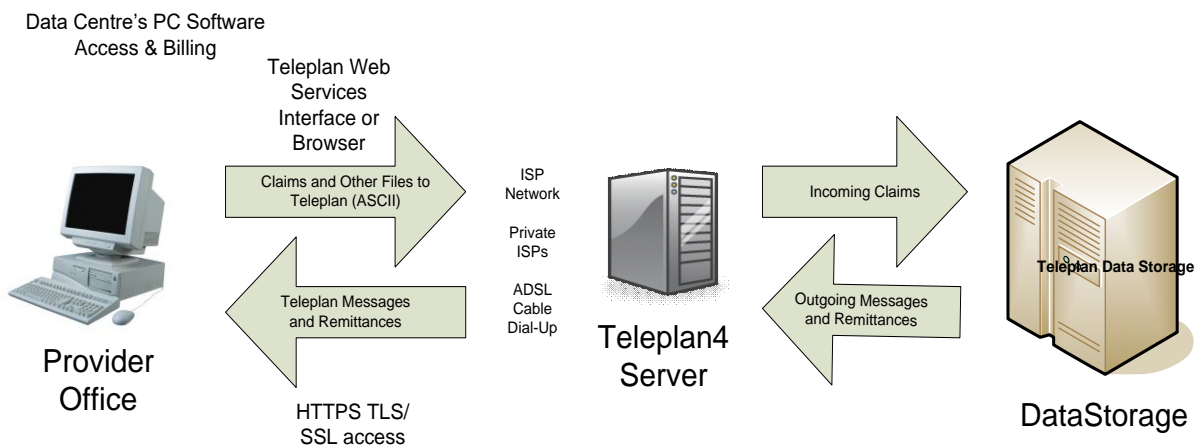 Data Centre's PC Software
Access & Billing
Teleplan Web
Services
Interface or
Browser
Claims and Other Files to
Teleplan (ASCII)
Teleplan Messages
and Remittances
Provider
Office
HTTPS TLS/
SSL access
ISP
Network
Private
ISPs
ADSL
Cable
Dial-Up
Teleplan4
Server
Incoming Claims
Outgoing Messages
and Remittances
Teleplan Data Storage
DataStorage